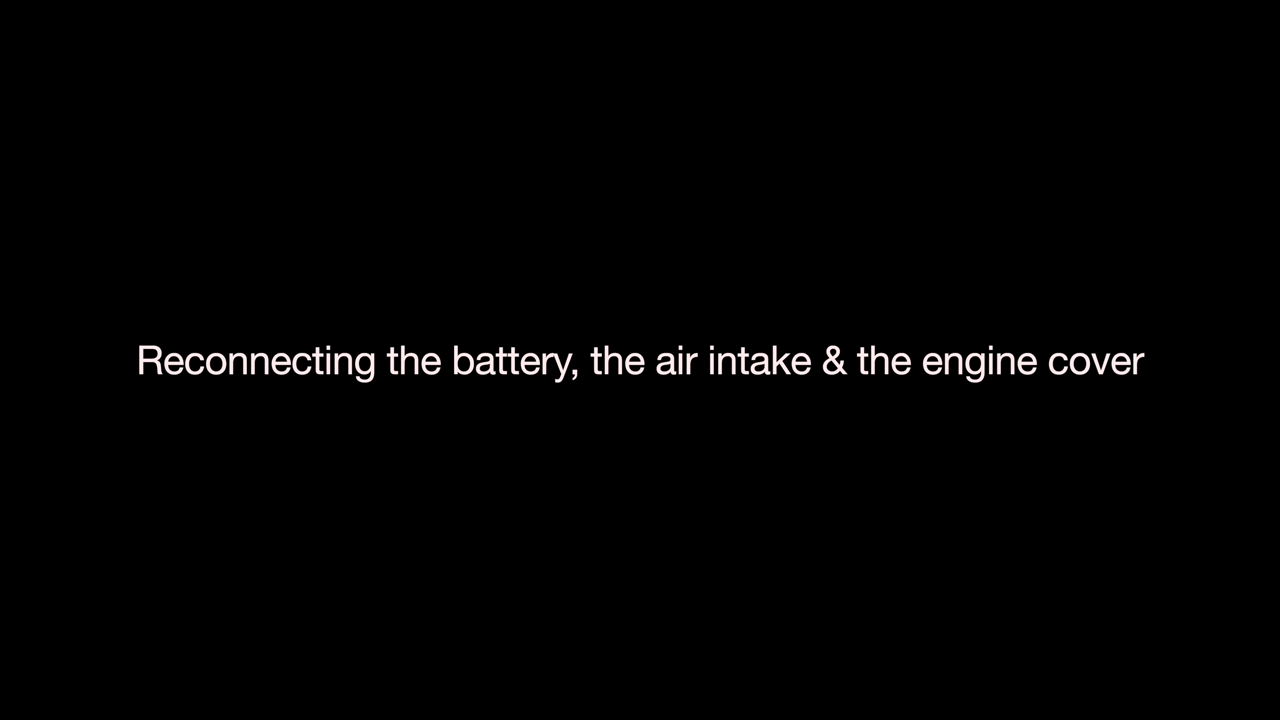 Reconnecting the battery, the air intake & the engine cover